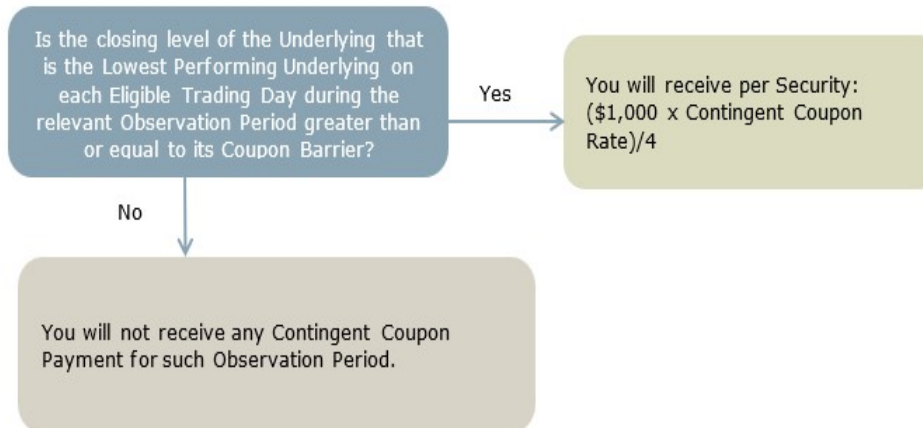 Is the closing level of the Underlying that
is the Lowest Performing Underlying on
each Eligible Trading Day during the
relevant Observation Period greater than
or equal to its Coupon Barrier?
Yes
You will receive per Security:
($1,000 x Contingent Coupon
Rate)/4
No
You will not receive any Contingent Coupon
Payment for such Observation Period.